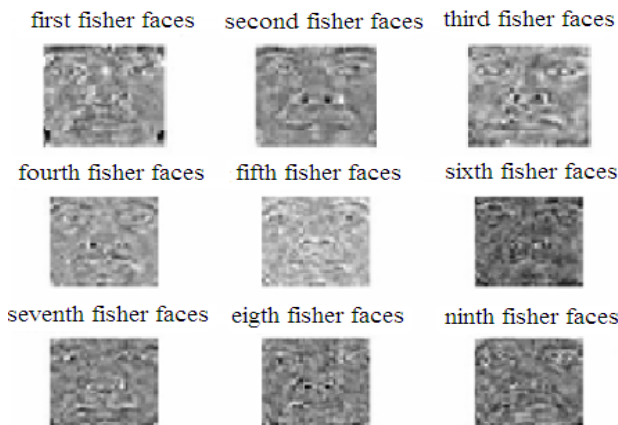 first fisher faces second fisher faces third fisher faces
fourth fisher faces fifth fisher faces sixth fisher faces
seventh fisher faces eigth fisher faces ninth fisher faces